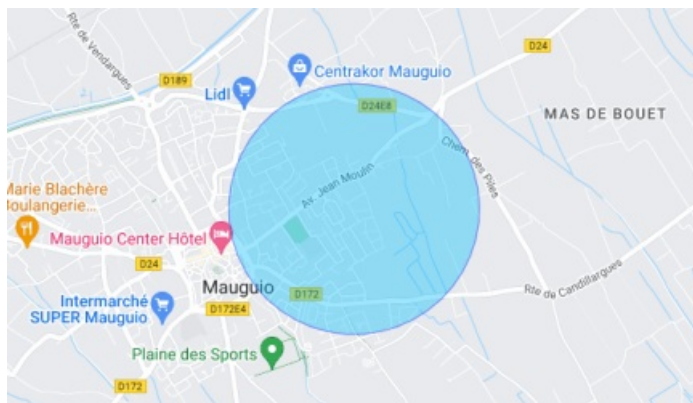 Rte de Vendargues
D24
D189
Centrakor Mauguio
Lidl
D24E8
MAS DE BOUET
Chem. des Piles
Av. Jean Moulin
Marie Blachère
Boulangerie...
Mauguio Center Hôtel
D24
Mauguio
D172
Rte de Candillargues
Intermarché
SUPER Mauguio
D172E4
Plaine des Sports
D172